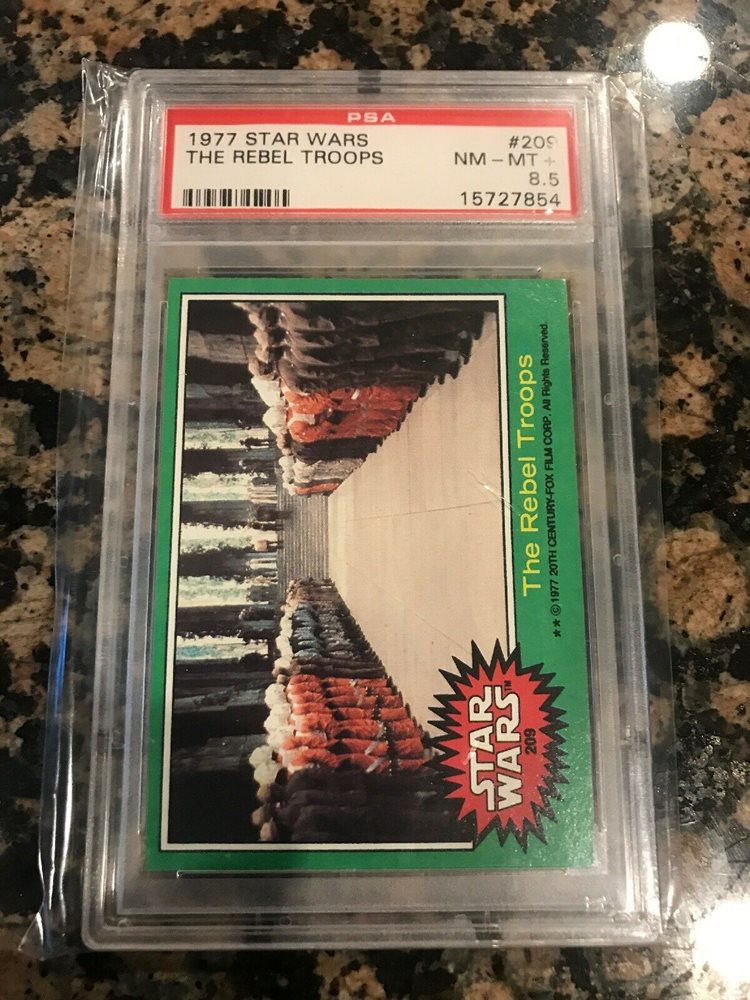 PSA
1977 STAR WARS #209
THE REBEL TROOPS NM - MT +
8.5
15727854
The Rebel Troops
★★ © 1977 20TH CENTURY-FOX FILM CORP. All Rights Reserved.
STAR
WARS™
209